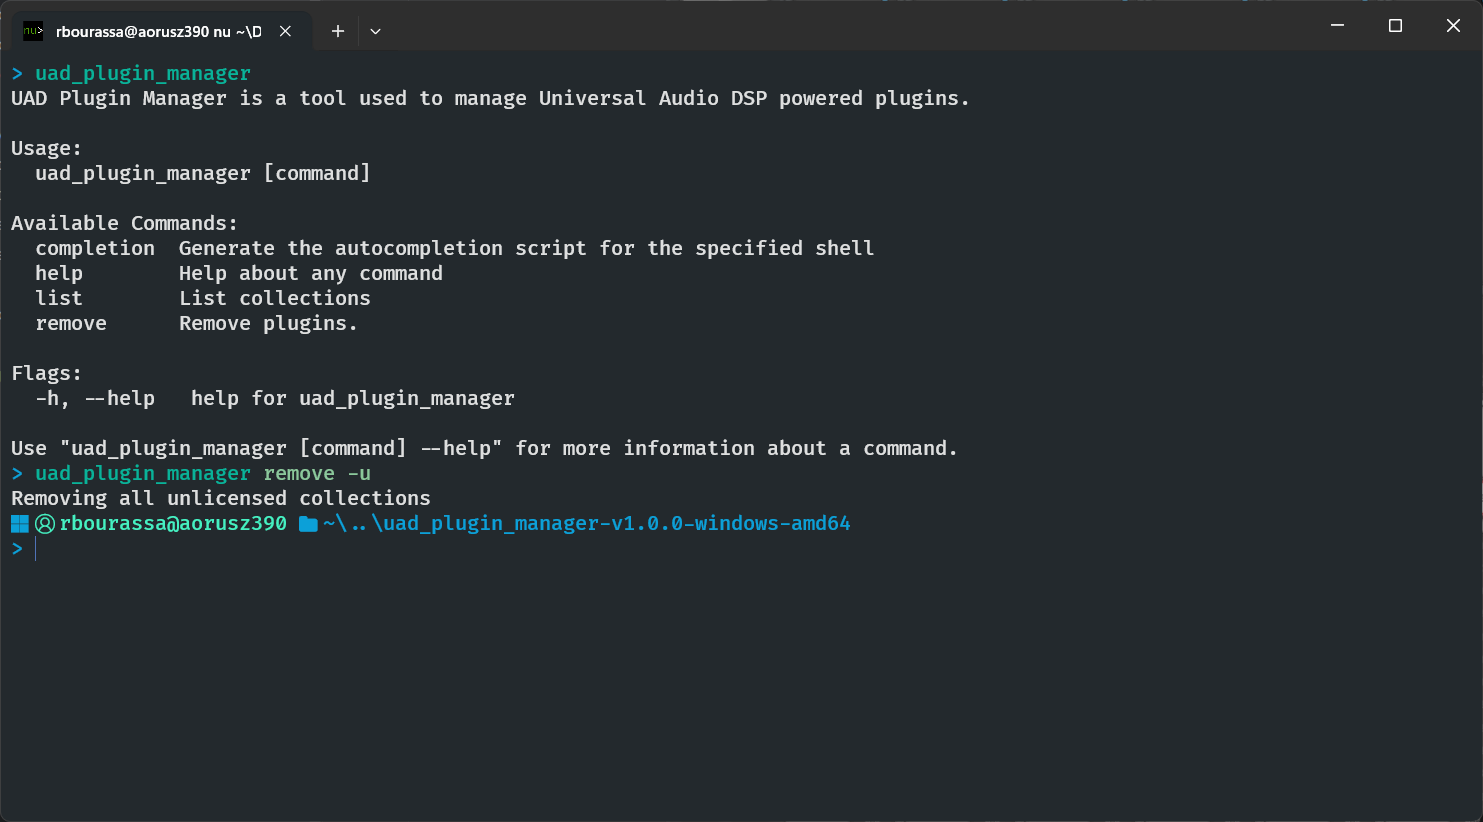 nu> rbourassa@aorusz390 nu ~\D
> uad_plugin_manager
UAD Plugin Manager is a tool used to manage Universal Audio DSP powered plugins.
Usage:
uad_plugin_manager [command]
Available Commands:
completion  Generate the autocompletion script for the specified shell
help        Help about any command
list        List collections
remove      Remove plugins.
Flags:
-h, --help   help for uad_plugin_manager
Use "uad_plugin_manager [command] --help" for more information about a command.
> uad_plugin_manager remove -u
Removing all unlicensed collections
rbourassa@aorusz390 ~\..\uad_plugin_manager-v1.0.0-windows-amd64
>